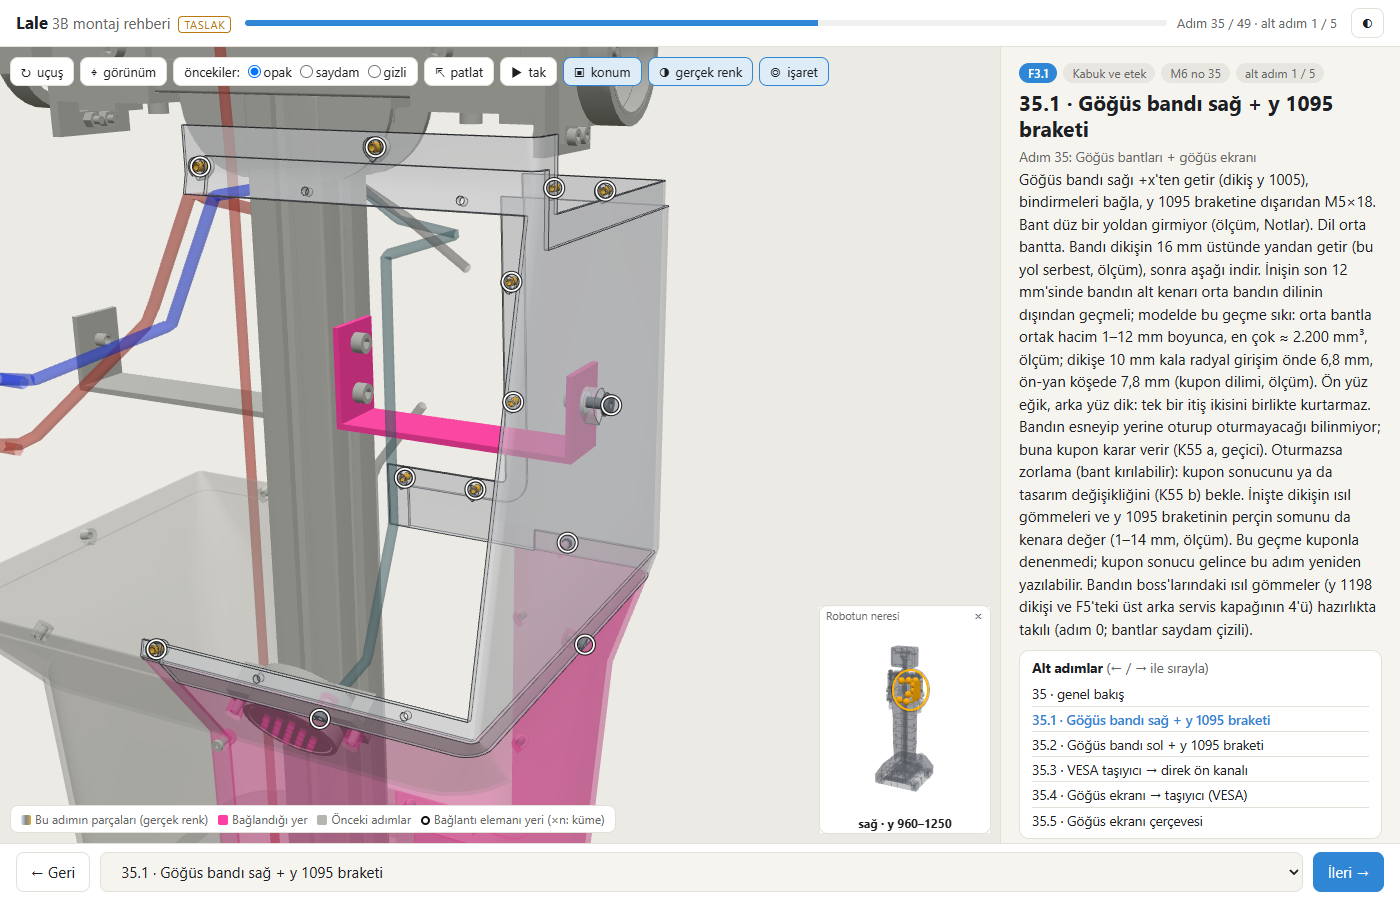 Lale 3B montaj rehberi TASLAK
Adım 35 / 49 · alt adım 1 / 5
↻ uçuş
⌖ görünüm
öncekiler: opak saydam gizli
⇱ patlat
▶ tak
▣ konum
◑ gerçek renk
◎ işaret
F3.1 Kabuk ve etek M6 no 35 alt adım 1 / 5
35.1 · Göğüs bandı sağ + y 1095
braketi
Adım 35: Göğüs bantları + göğüs ekranı
Göğüs bandı sağı +x'ten getir (dikiş y 1005),
bindirmeleri bağla, y 1095 braketine dışarıdan M5×18.
Bant düz bir yoldan girmiyor (ölçüm, Notlar). Dil orta
bantta. Bandı dikişin 16 mm üstünde yandan getir (bu
yol serbest, ölçüm), sonra aşağı indir. İnişin son 12
mm'sinde bandın alt kenarı orta bandın dilinin
dışından geçmeli; modelde bu geçme sıkı: orta bantla
ortak hacim 1–12 mm boyunca, en çok ≈ 2.200 mm³,
ölçüm; dikişe 10 mm kala radyal girişim önde 6,8 mm,
ön-yan köşede 7,8 mm (kupon dilimi, ölçüm). Ön yüz
eğik, arka yüz dik: tek bir itiş ikisini birlikte kurtarmaz.
Bandın esneyip yerine oturup oturmayacağı bilinmiyor;
buna kupon karar verir (K55 a, geçici). Oturmazsa
zorlama (bant kırılabilir): kupon sonucunu ya da
tasarım değişikliğini (K55 b) bekle. İnişte dikişin ısıl
gömmeleri ve y 1095 braketinin perçin somunu da
kenara değer (1–14 mm, ölçüm). Bu geçme kuponla
denenmedi; kupon sonucu gelince bu adım yeniden
yazılabilir. Bandın boss'larındaki ısıl gömmeler (y 1198
dikişi ve F5'teki üst arka servis kapağının 4'ü) hazırlıkta
takılı (adım 0; bantlar saydam çizili).
Alt adımlar (← / → ile sırayla)
35 · genel bakış
35.1 · Göğüs bandı sağ + y 1095 braketi
35.2 · Göğüs bandı sol + y 1095 braketi
35.3 · VESA taşıyıcı → direk ön kanalı
35.4 · Göğüs ekranı → taşıyıcı (VESA)
35.5 · Göğüs ekranı çerçevesi
Robotun neresi ×
sağ · y 960–1250
Bu adımın parçaları (gerçek renk) Bağlandığı yer Önceki adımlar Bağlantı elemanı yeri (×n: küme)
← Geri
35.1 · Göğüs bandı sağ + y 1095 braketi
İleri →